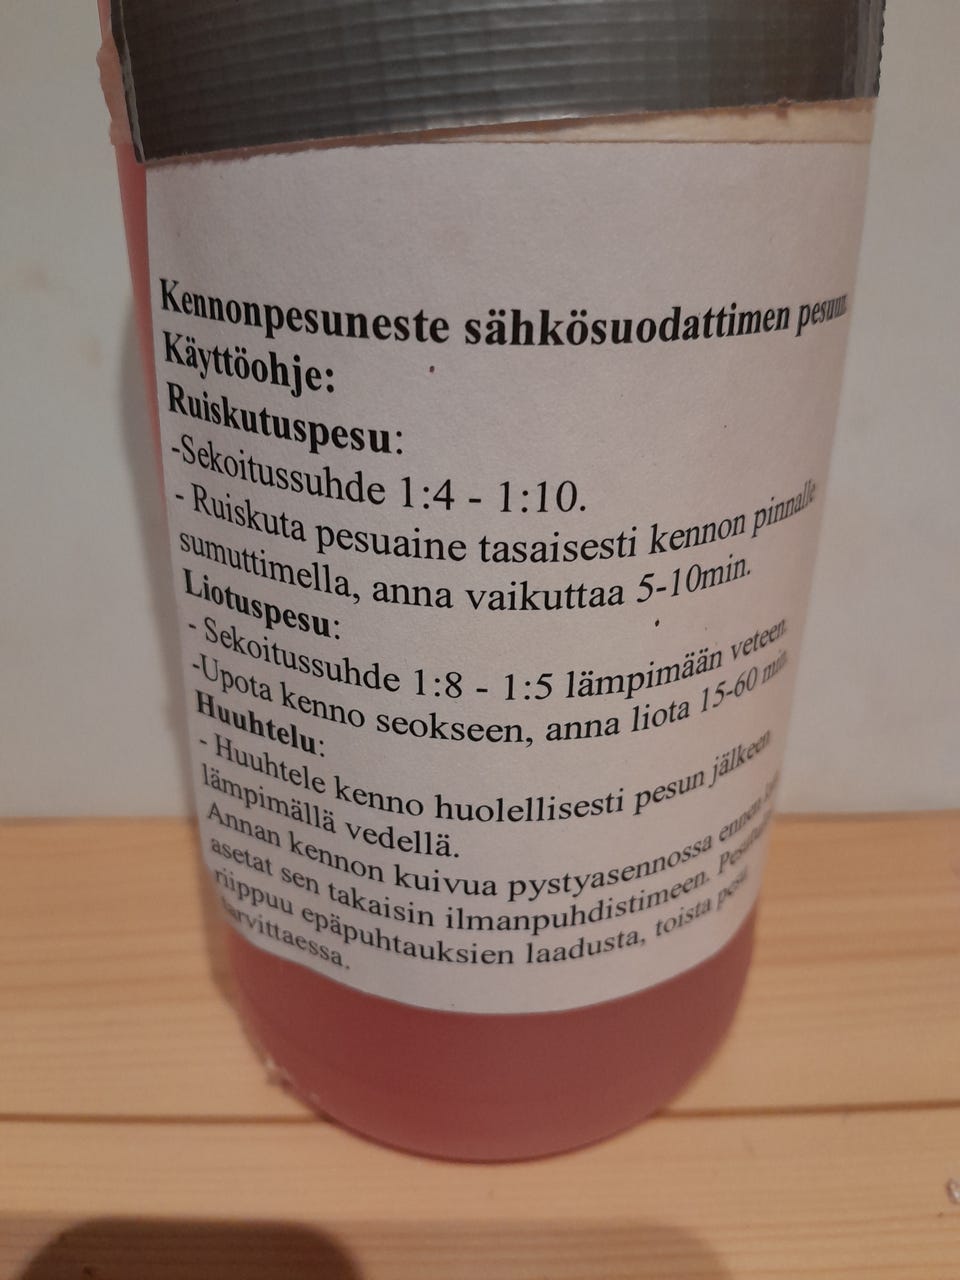 Kennonpesuneste sähkösuodattimen
Käyttöohje:
Ruiskutuspesu:
-Sekoitussuhde 1:4 - 1:10.
- Ruiskuta pesuaine tasaisesti kennon pinnalle
sumuttimella, anna vaikuttaa 5-10min.
Liotuspesu:
- Sekoitussuhde 1:8 - 1:5 lämpimään veteen.
-Upota kenno seokseen, anna liota 15-60 min.
Huuhtelu:
- Huuhtele kenno huolellisesti pesun jälkeen
lämpimällä vedellä.
Annan kennon kuivua pystyasennossa ennen
asetat sen takaisin ilmanpuhdistimeen.
riippuu epäpuhtauksien laadusta, toista pesu
tarvittaessa.